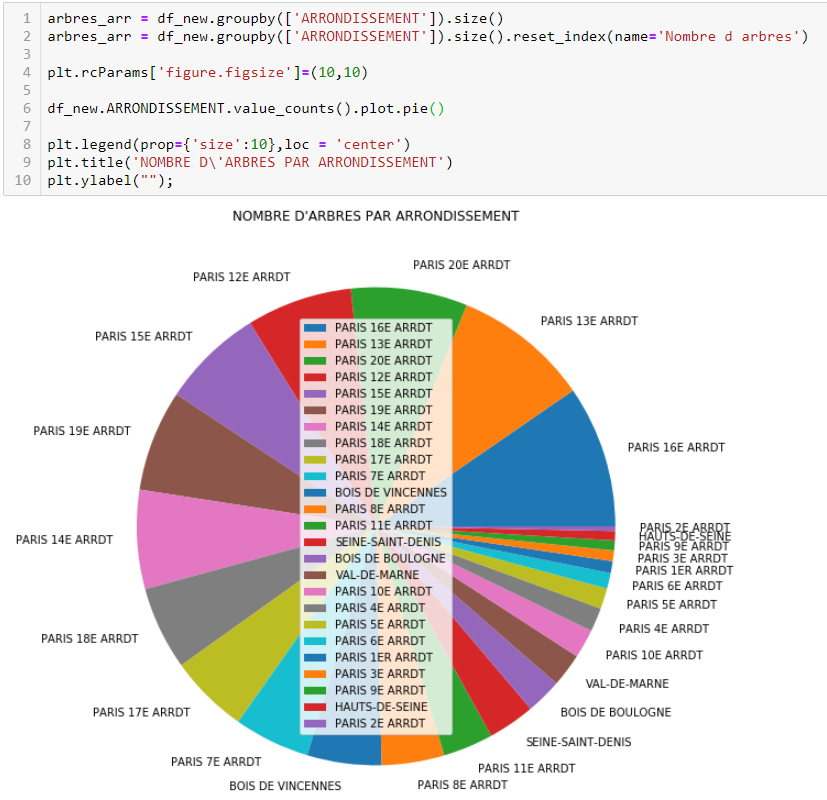 1 arbres_arr = df_new.groupby(['ARRONDISSEMENT']).size()
2 arbres_arr = df_new.groupby(['ARRONDISSEMENT']).size().reset_index(name='Nombre d arbres')
3
4 plt.rcParams['figure.figsize']=(10,10)
5
6 df_new.ARRONDISSEMENT.value_counts().plot.pie()
7
8 plt.legend(prop={'size':10},loc = 'center')
9 plt.title('NOMBRE D\'ARBRES PAR ARRONDISSEMENT')
10 plt.ylabel("");
NOMBRE D'ARBRES PAR ARRONDISSEMENT
PARIS 16E ARRDT
PARIS 13E ARRDT
PARIS 20E ARRDT
PARIS 12E ARRDT
PARIS 15E ARRDT
PARIS 19E ARRDT
PARIS 14E ARRDT
PARIS 18E ARRDT
PARIS 17E ARRDT
PARIS 7E ARRDT
BOIS DE VINCENNES
PARIS 8E ARRDT
PARIS 11E ARRDT
SEINE-SAINT-DENIS
BOIS DE BOULOGNE
VAL-DE-MARNE
PARIS 10E ARRDT
PARIS 4E ARRDT
PARIS 5E ARRDT
PARIS 6E ARRDT
PARIS 1ER ARRDT
PARIS 3E ARRDT
PARIS 9E ARRDT
HAUTS-DE-SEINE
PARIS 2E ARRDT
PARIS 16E ARRDT
PARIS 13E ARRDT
PARIS 20E ARRDT
PARIS 12E ARRDT
PARIS 15E ARRDT
PARIS 19E ARRDT
PARIS 14E ARRDT
PARIS 18E ARRDT
PARIS 17E ARRDT
PARIS 7E ARRDT
BOIS DE VINCENNES
PARIS 8E ARRDT
PARIS 11E ARRDT
SEINE-SAINT-DENIS
BOIS DE BOULOGNE
VAL-DE-MARNE
PARIS 10E ARRDT
PARIS 4E ARRDT
PARIS 5E ARRDT
PARIS 6E ARRDT
PARIS 1ER ARRDT
PARIS 3E ARRDT
PARIS 9E ARRDT
HAUTS-DE-SEINE
PARIS 2E ARRDT